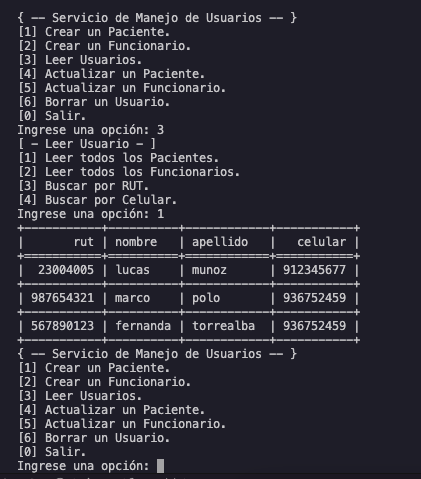 { -- Servicio de Manejo de Usuarios -- }
[1] Crear un Paciente.
[2] Crear un Funcionario.
[3] Leer Usuarios.
[4] Actualizar un Paciente.
[5] Actualizar un Funcionario.
[6] Borrar un Usuario.
[0] Salir.
Ingrese una opción: 3
[ - Leer Usuario - ]
[1] Leer todos los Pacientes.
[2] Leer todos los Funcionarios.
[3] Buscar por RUT.
[4] Buscar por Celular.
Ingrese una opción: 1
+-----------+----------+------------+-----------+
|       rut | nombre   | apellido   |   celular |
+===========+==========+============+===========+
|  23004005 | lucas    | munoz      | 912345677 |
+-----------+----------+------------+-----------+
| 987654321 | marco    | polo       | 936752459 |
+-----------+----------+------------+-----------+
| 567890123 | fernanda | torrealba  | 936752459 |
+-----------+----------+------------+-----------+
{ -- Servicio de Manejo de Usuarios -- }
[1] Crear un Paciente.
[2] Crear un Funcionario.
[3] Leer Usuarios.
[4] Actualizar un Paciente.
[5] Actualizar un Funcionario.
[6] Borrar un Usuario.
[0] Salir.
Ingrese una opción: